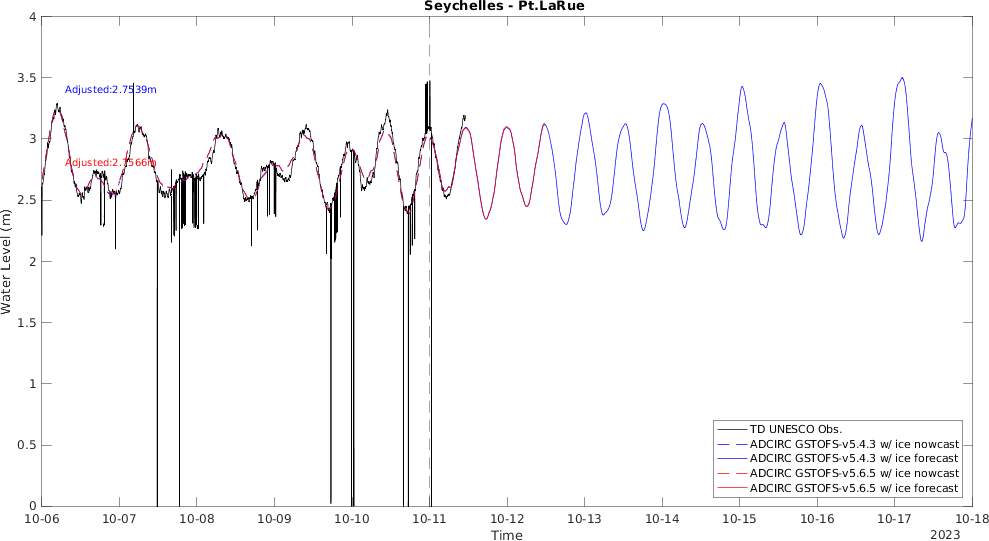 Seychelles - Pt.LaRue
4
3.5
3
2.5
2
1.5
1
0.5
0
Water Level (m)
Adjusted:2.7539m
Adjusted:2.7566m
TD UNESCO Obs.
ADCIRC GSTOFS-v5.4.3 w/ ice nowcast
ADCIRC GSTOFS-v5.4.3 w/ ice forecast
ADCIRC GSTOFS-v5.6.5 w/ ice nowcast
ADCIRC GSTOFS-v5.6.5 w/ ice forecast
10-06 10-07 10-08 10-09 10-10 10-11 10-12 10-13 10-14 10-15 10-16 10-17 10-18
Time
2023